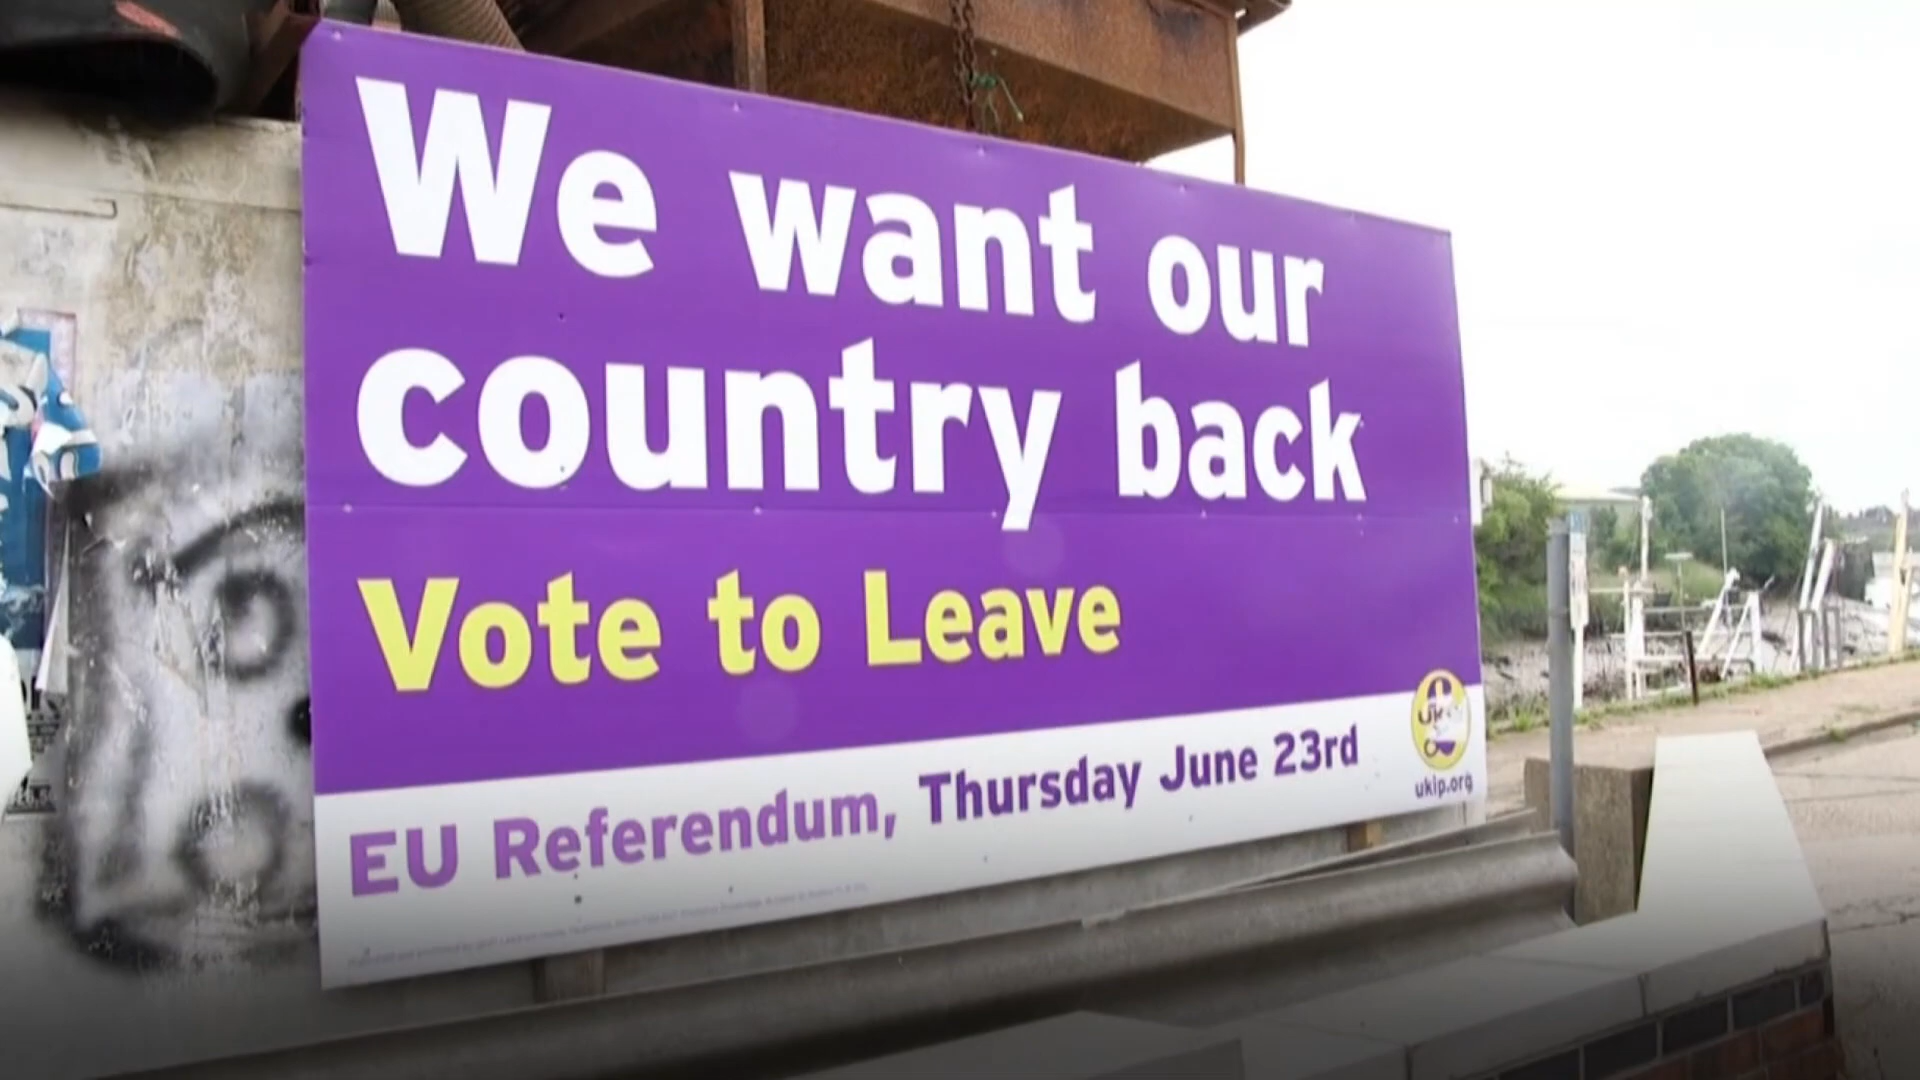 We want our
country back
Vote to Leave
EU Referendum, Thursday June 23rd
ukip.org